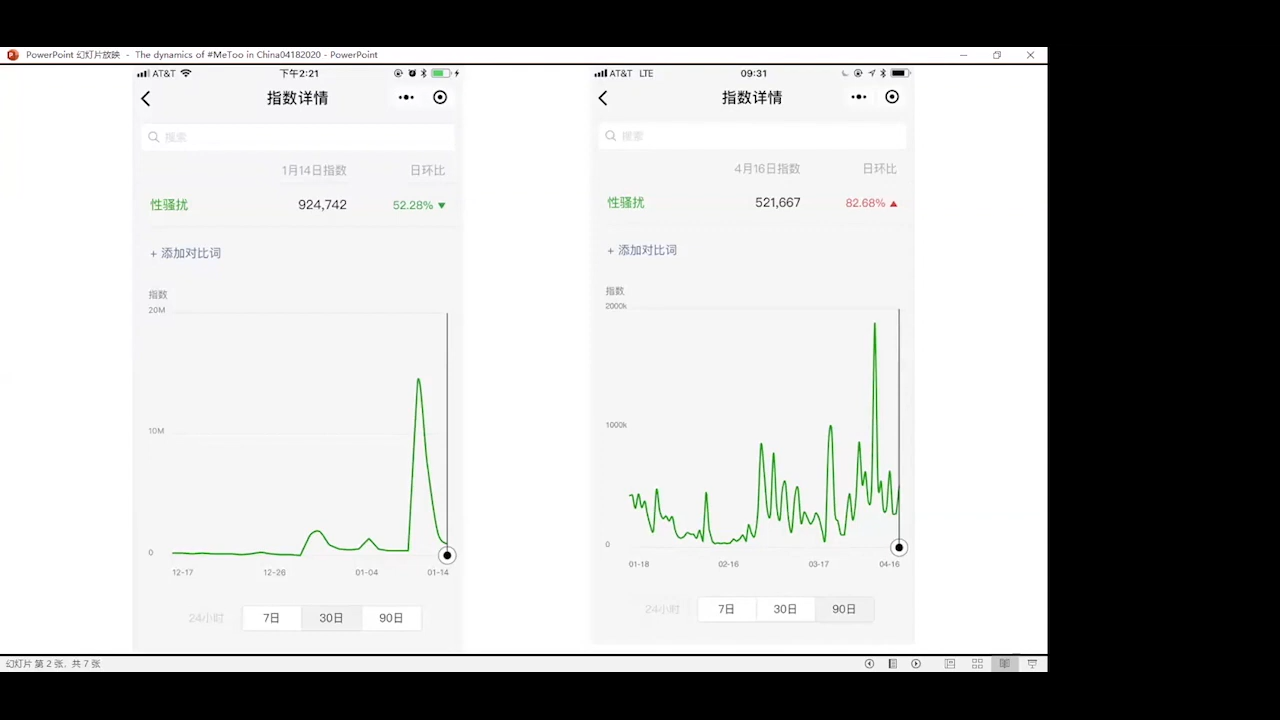 PowerPoint 幻灯片放映 - The dynamics of #MeToo in China04182020 - PowerPoint
AT&T 下午2:21
指数详情
搜索
1月14日指数 日环比
性骚扰 924,742 52.28% ▼
+ 添加对比词
指数
20M
10M
0
12-17 12-26 01-04 01-14
24小时 7日 30日 90日
AT&T LTE 09:31
指数详情
搜索
4月16日指数 日环比
性骚扰 521,667 82.68% ▲
+ 添加对比词
指数
2000k
1000k
0
01-18 02-16 03-17 04-16
24小时 7日 30日 90日
幻灯片 第 2 张，共 7 张